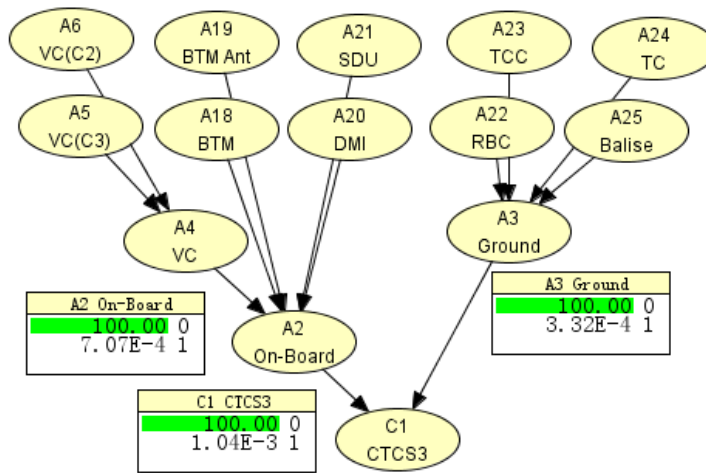 A6
VC(C2)
A19
BTM Ant
A21
SDU
A23
TCC
A24
TC
A5
VC(C3)
A18
BTM
A20
DMI
A22
RBC
A25
Balise
A4
VC
A3
Ground
A2 On-Board
100.00 0
7.07E-4 1
A3 Ground
100.00 0
3.32E-4 1
A2
On-Board
C1 CTCS3
100.00 0
1.04E-3 1
C1
CTCS3